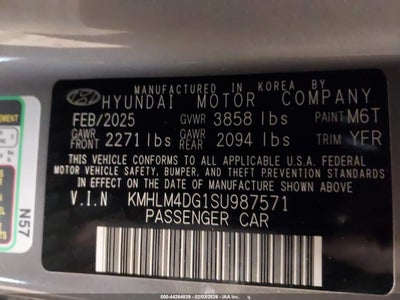 MANUFACTURED IN KOREA BY
HYUNDAI MOTOR COMPANY
FEB/2025 GVWR 3858 lbs PAINT M6T
GAWR FRONT 2271 lbs GAWR REAR 2094 lbs TRIM YFR
THIS VEHICLE CONFORMS TO ALL APPLICABLE U.S.A. FEDERAL
MOTOR VEHICLE SAFETY, BUMPER, AND THEFT PREVENTION
STANDARDS IN EFFECT ON THE DATE OF MANUFACTURE SHOWN ABOVE.
V.I.N KMHLM4DG1SU987571
PASSENGER CAR
N57